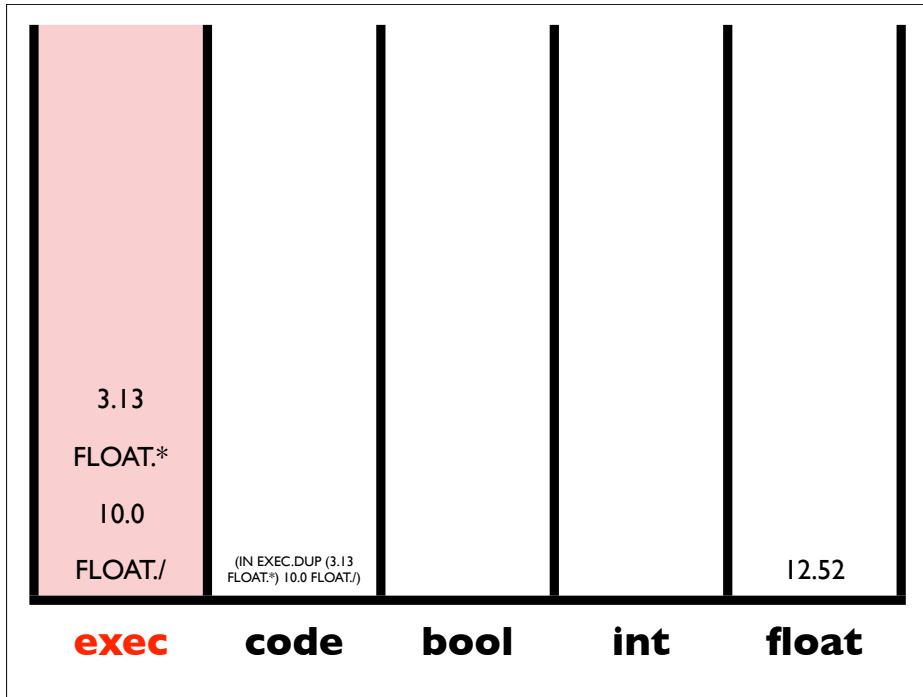 3.13
FLOAT.*
10.0
FLOAT./
(IN EXEC.DUP (3.13
FLOAT.*) 10.0 FLOAT./)
12.52
exec
code
bool
int
float